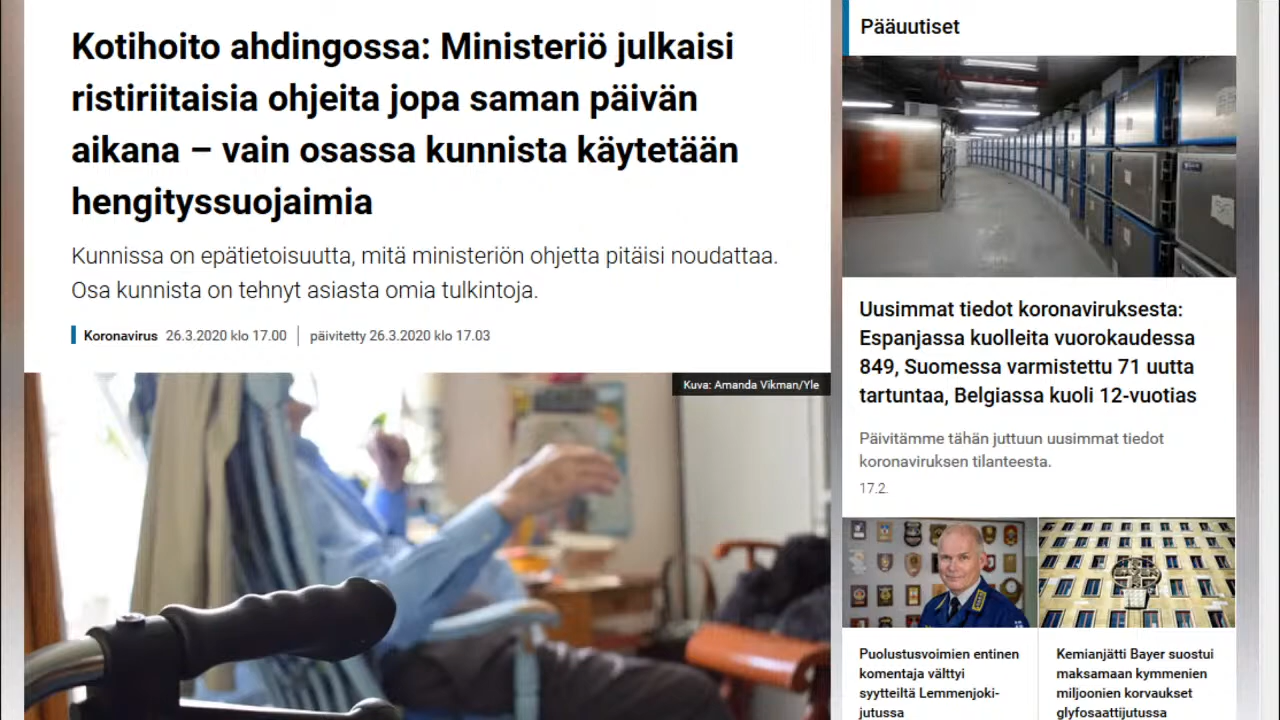 Kotihoito ahdingossa: Ministeriö julkaisi
ristiriitaisia ohjeita jopa saman päivän
aikana – vain osassa kunnista käytetään
hengityssuojaimia
Kunnissa on epätietoisuutta, mitä ministeriön ohjetta pitäisi noudattaa.
Osa kunnista on tehnyt asiasta omia tulkintoja.
Koronavirus 26.3.2020 klo 17.00 päivitetty 26.3.2020 klo 17.03
Kuva: Amanda Vikman/Yle
Pääuutiset
Uusimmat tiedot koronaviruksesta:
Espanjassa kuolleita vuorokaudessa
849, Suomessa varmistettu 71 uutta
tartuntaa, Belgiassa kuoli 12-vuotias
Päivitämme tähän juttuun uusimmat tiedot
koronaviruksen tilanteesta.
17.2.
Puolustusvoimien entinen
komentaja välttyi
syytteiltä Lemmenjoki-
jutussa
Kemianjätti Bayer suostui
maksamaan kymmenien
miljoonien korvaukset
glyfosaattijutussa